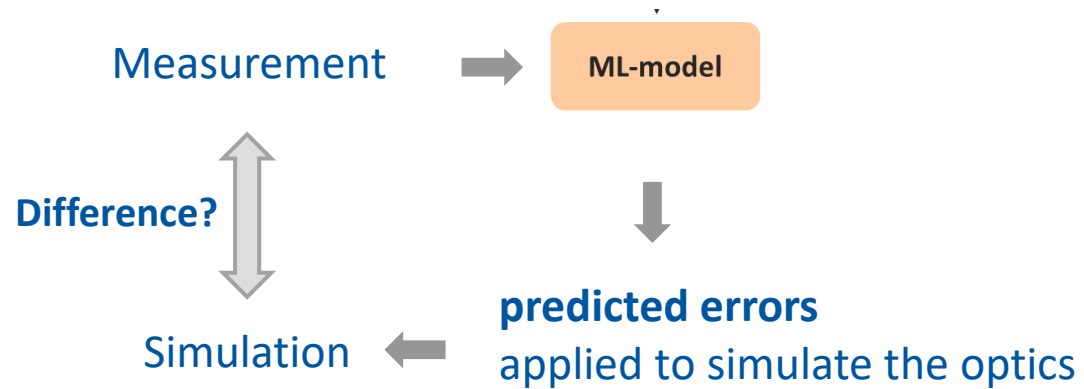 Measurement
ML-model
Difference?
predicted errors
Simulation
applied to simulate the optics